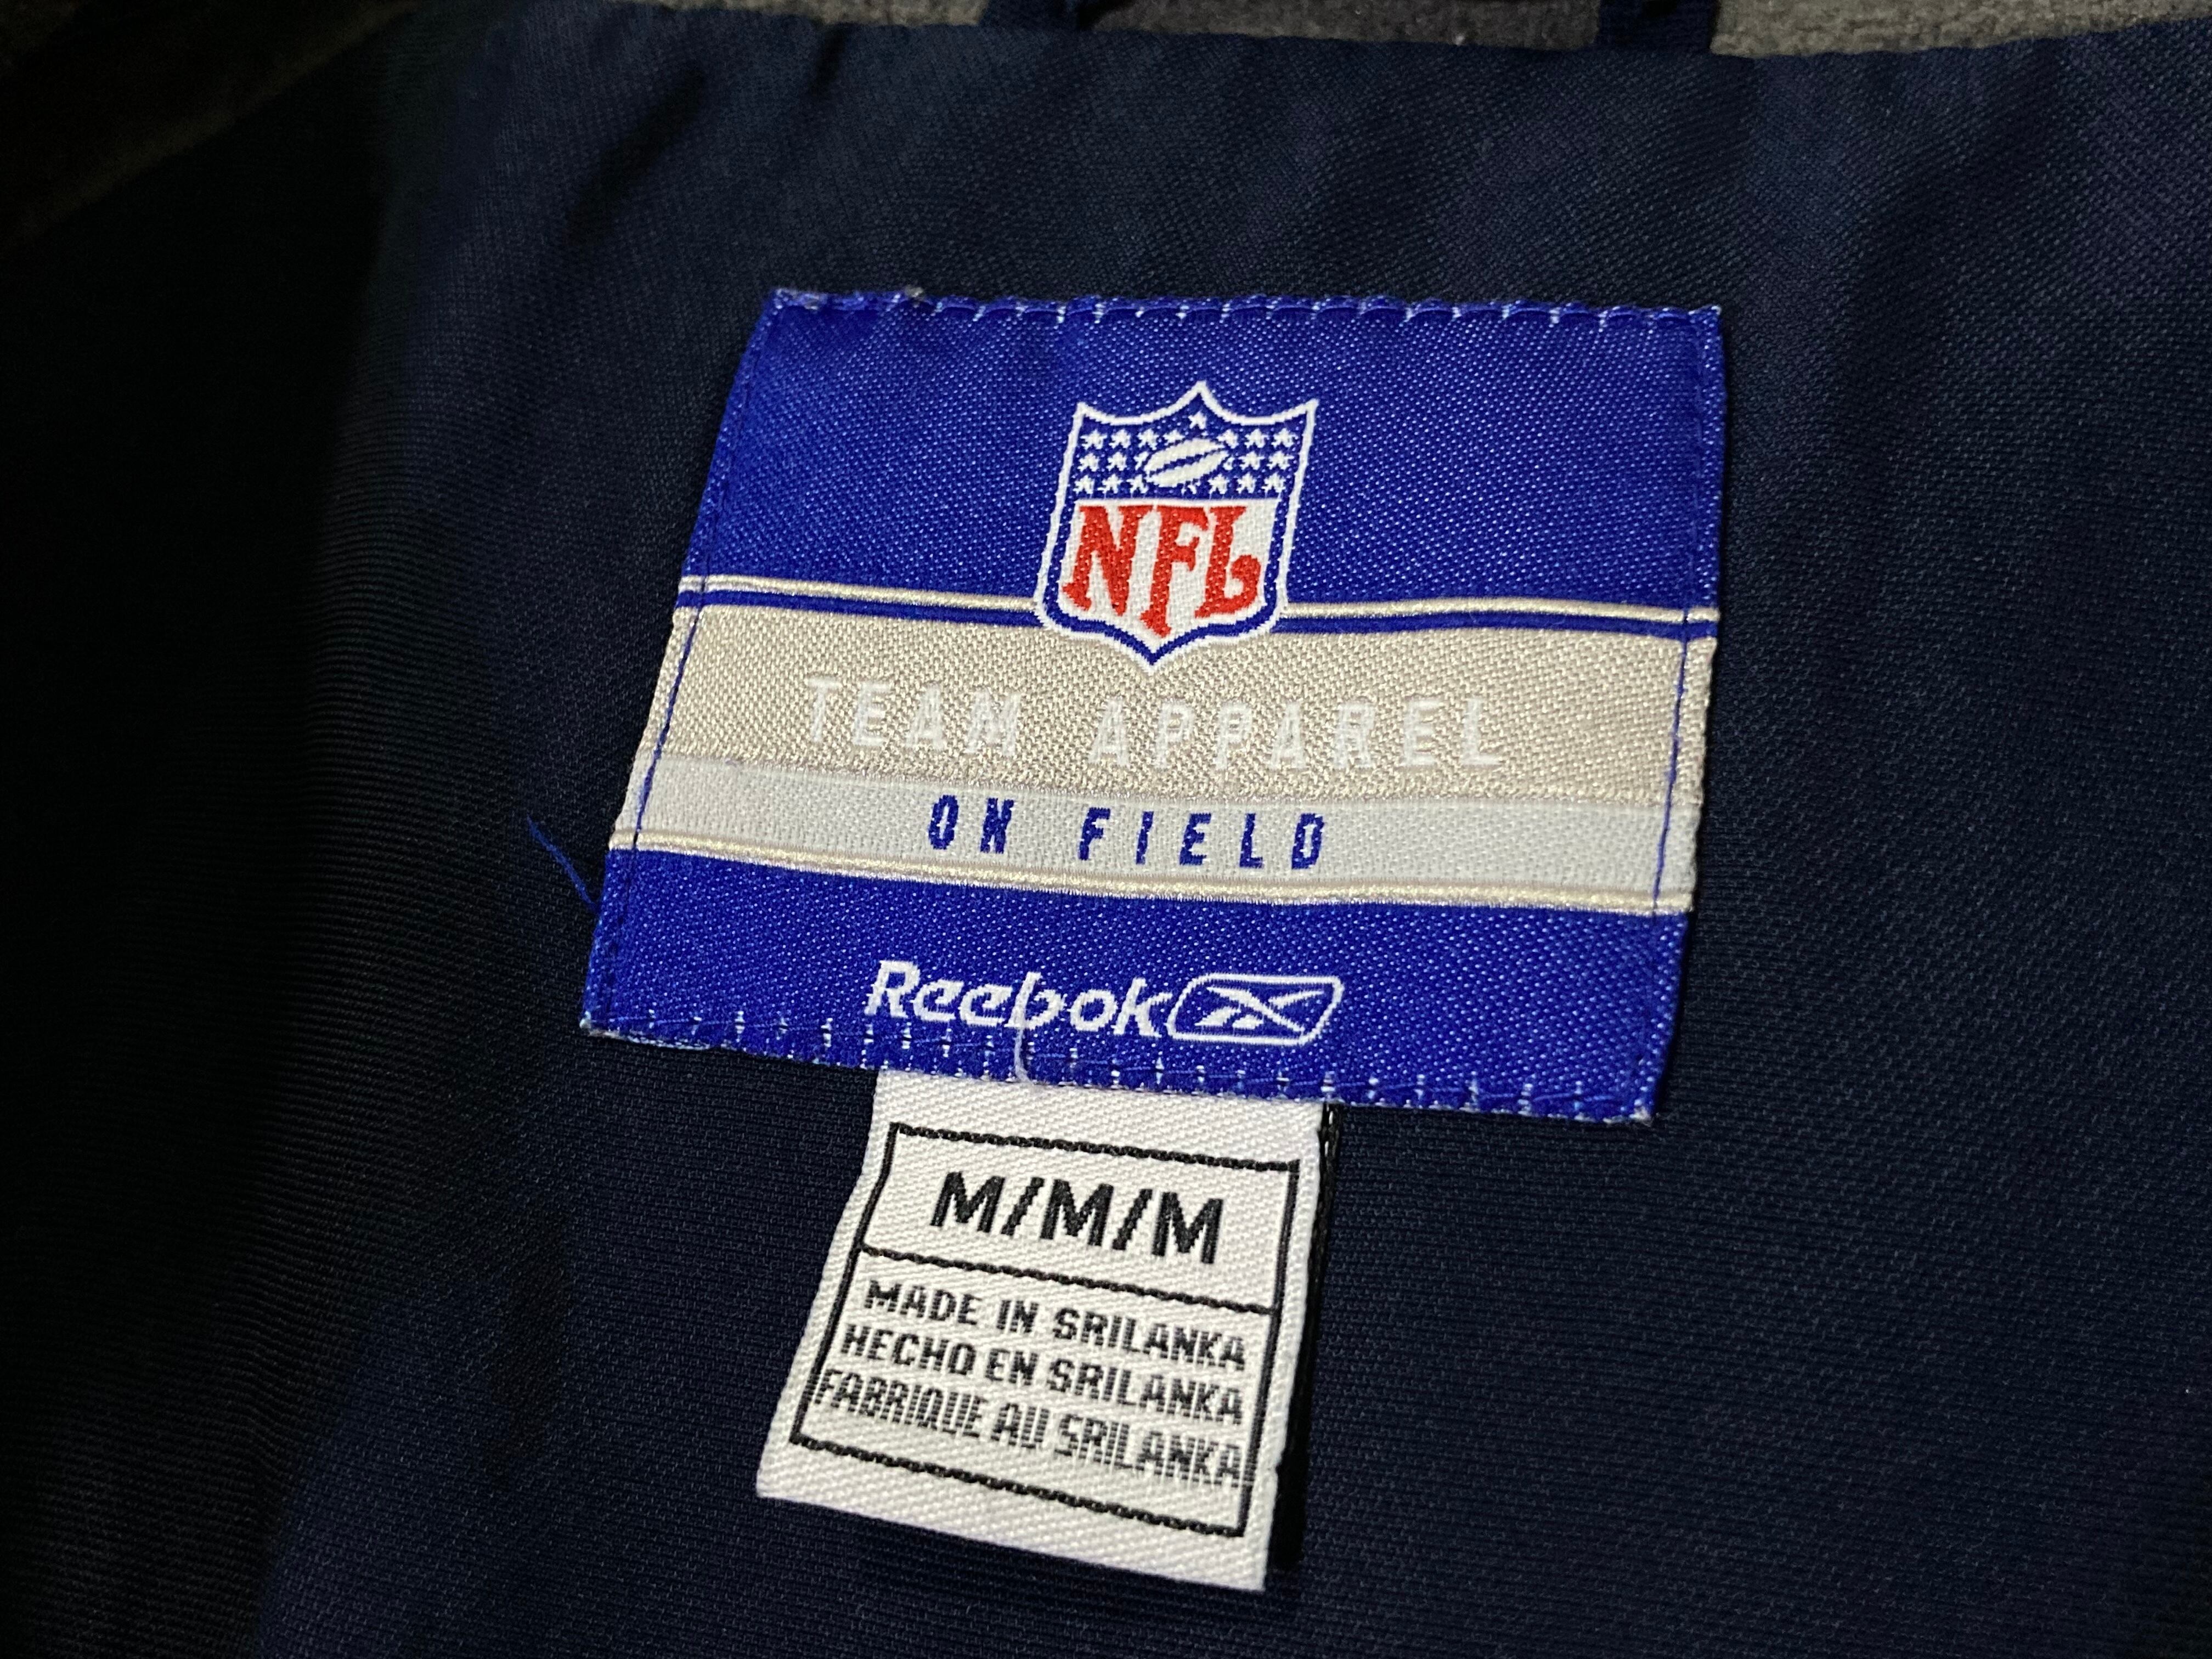 NFL
TEAM APPAREL
ON FIELD
Reebok
M/M/M
MADE IN SRILANKA
HECHO EN SRILANKA
FABRIQUE AU SRILANKA